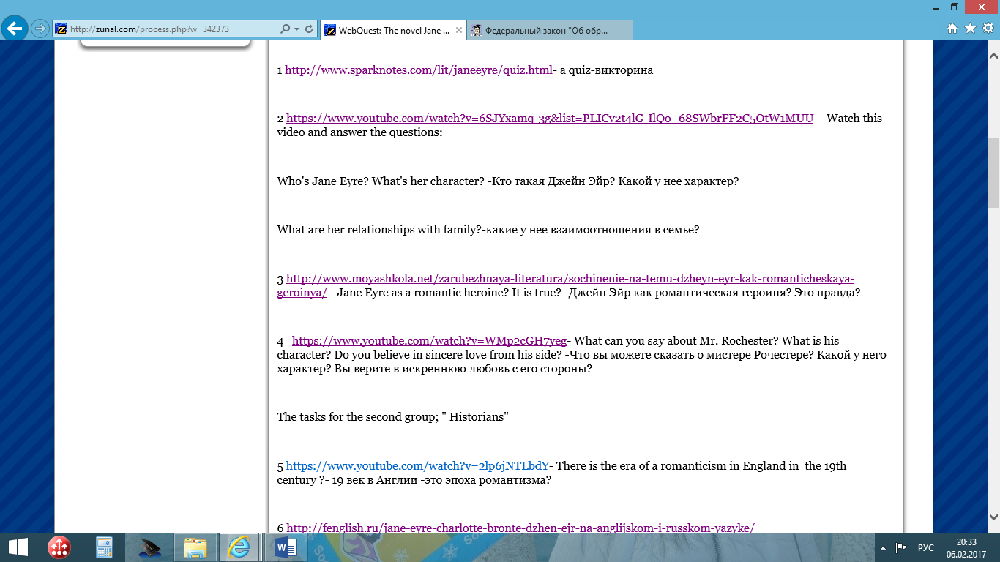 http://zunal.com/process.php?w=342373
WebQuest: The novel Jane ...
Федеральный закон "Об обр...
1 http://www.sparknotes.com/lit/janeeyre/quiz.html- a quiz-викторина
2 https://www.youtube.com/watch?v=6SJYxamq-3g&list=PLICv2t4lG-IlQo_68SWbrFF2C5OtW1MUU -  Watch this
video and answer the questions:
Who's Jane Eyre? What's her character? -Кто такая Джейн Эйр? Какой у нее характер?
What are her relationships with family?-какие у нее взаимоотношения в семье?
3 http://www.moyashkola.net/zarubezhnaya-literatura/sochinenie-na-temu-dzheyn-eyr-kak-romanticheskaya-
geroinya/ - Jane Eyre as a romantic heroine? It is true? -Джейн Эйр как романтическая героиня? Это правда?
4   https://www.youtube.com/watch?v=WMp2cGH7yeg- What can you say about Mr. Rochester? What is his
character? Do you believe in sincere love from his side? -Что вы можете сказать о мистере Рочестере? Какой у него
характер? Вы верите в искреннюю любовь с его стороны?
The tasks for the second group; " Historians"
5 https://www.youtube.com/watch?v=2lp6jNTLbdY- There is the era of a romanticism in England in  the 19th
century ?- 19 век в Англии -это эпоха романтизма?
6 http://fenglish.ru/jane-eyre-charlotte-bronte-dzhen-ejr-na-anglijskom-i-russkom-yazyke/
РУС
20:33
06.02.2017